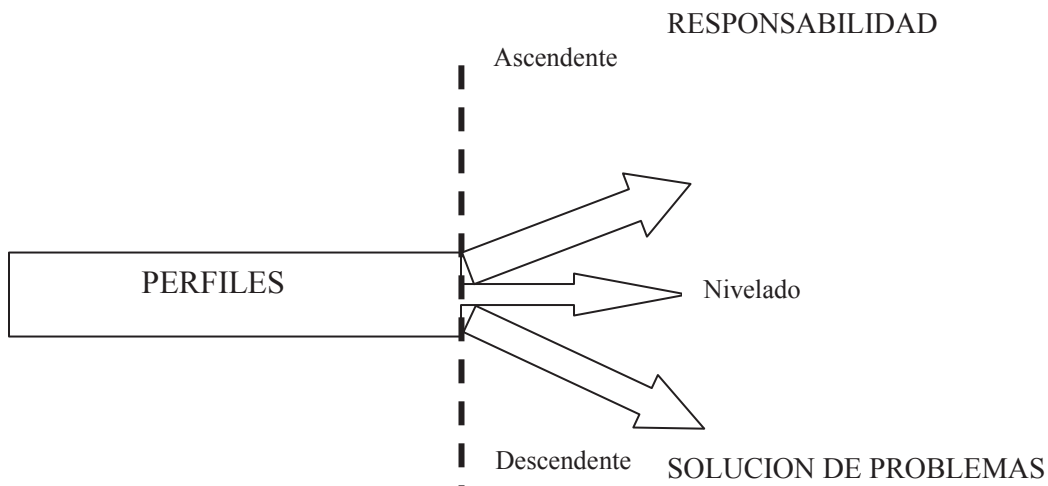 RESPONSABILIDAD
Ascendente
PERFILES
Nivelado
Descendente
SOLUCION DE PROBLEMAS